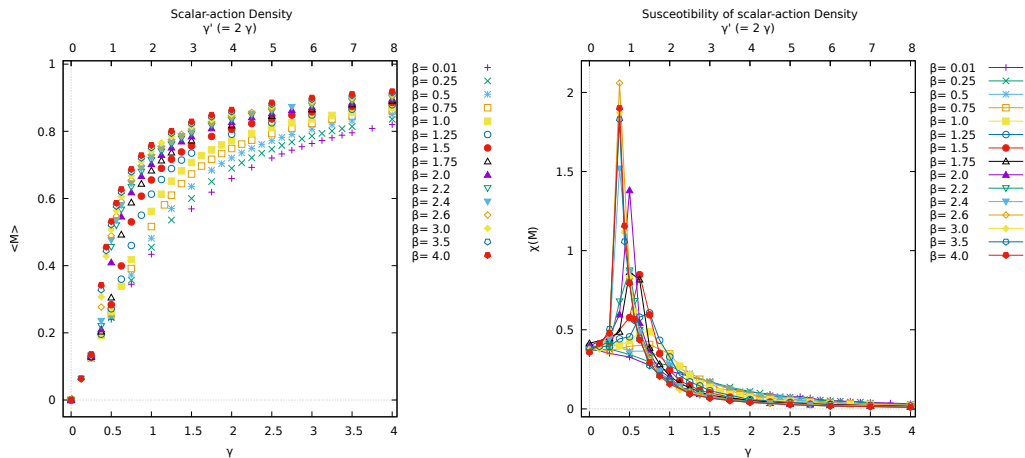 Scalar-action Density
γ' (= 2 γ)
0 1 2 3 4 5 6 7 8
1
0.8
0.6
0.4
0.2
0
<M>
0 0.5 1 1.5 2 2.5 3 3.5 4
γ
β= 0.01
β= 0.25
β= 0.5
β= 0.75
β= 1.0
β= 1.25
β= 1.5
β= 1.75
β= 2.0
β= 2.2
β= 2.4
β= 2.6
β= 3.0
β= 3.5
β= 4.0
Susceotibility of scalar-action Density
γ' (= 2 γ)
0 1 2 3 4 5 6 7 8
2
1.5
1
0.5
0
χ(M)
0 0.5 1 1.5 2 2.5 3 3.5 4
γ
β= 0.01
β= 0.25
β= 0.5
β= 0.75
β= 1.0
β= 1.25
β= 1.5
β= 1.75
β= 2.0
β= 2.2
β= 2.4
β= 2.6
β= 3.0
β= 3.5
β= 4.0